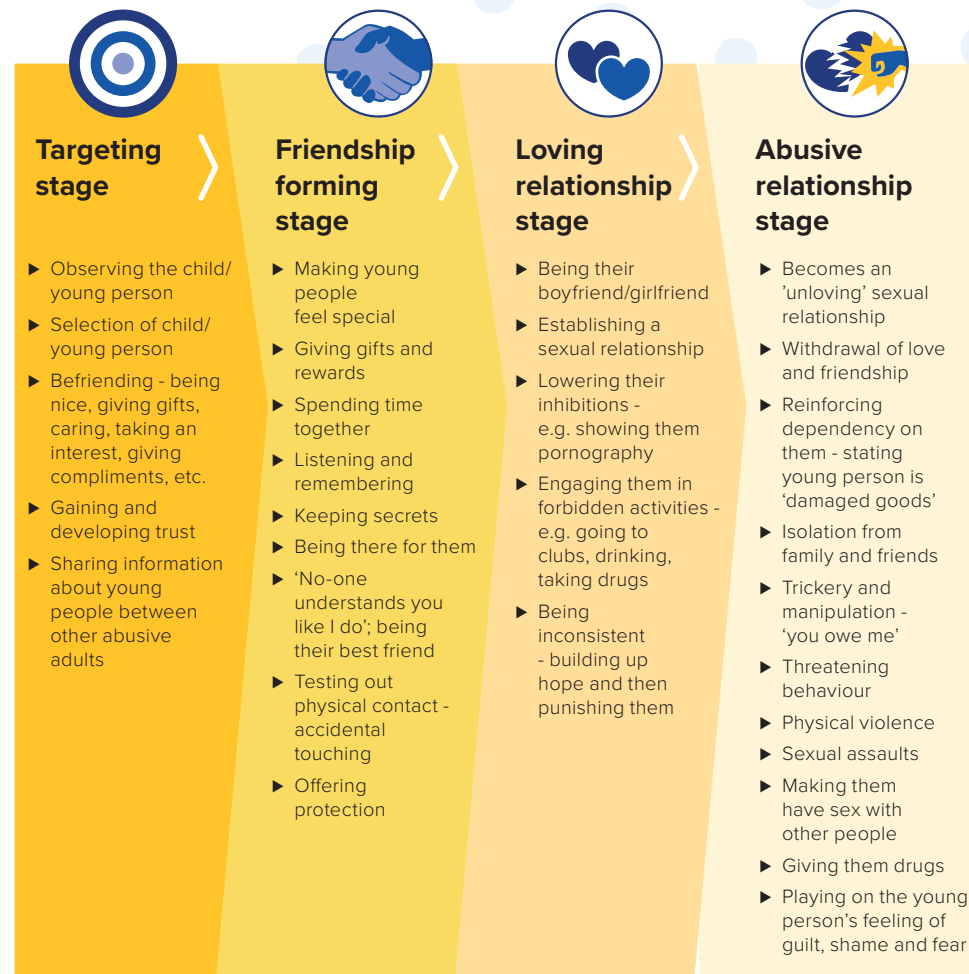 Targeting
stage
Observing the child/
young person
Selection of child/
young person
Befriending - being
nice, giving gifts,
caring, taking an
interest, giving
compliments, etc.
Gaining and
developing trust
Sharing information
about young
people between
other abusive
adults
Friendship
forming
stage
Making young
people
feel special
Giving gifts and
rewards
Spending time
together
Listening and
remembering
Keeping secrets
Being there for them
‘No-one
understands you
like I do’; being
their best friend
Testing out
physical contact -
accidental
touching
Offering
protection
Loving
relationship
stage
Being their
boyfriend/girlfriend
Establishing a
sexual relationship
Lowering their
inhibitions -
e.g. showing them
pornography
Engaging them in
forbidden activities -
e.g. going to
clubs, drinking,
taking drugs
Being
inconsistent
- building up
hope and then
punishing them
Abusive
relationship
stage
Becomes an
'unloving' sexual
relationship
Withdrawal of love
and friendship
Reinforcing
dependency on
them - stating
young person is
‘damaged goods’
Isolation from
family and friends
Trickery and
manipulation -
‘you owe me’
Threatening
behaviour
Physical violence
Sexual assaults
Making them
have sex with
other people
Giving them drugs
Playing on the young
person’s feeling of
guilt, shame and fear